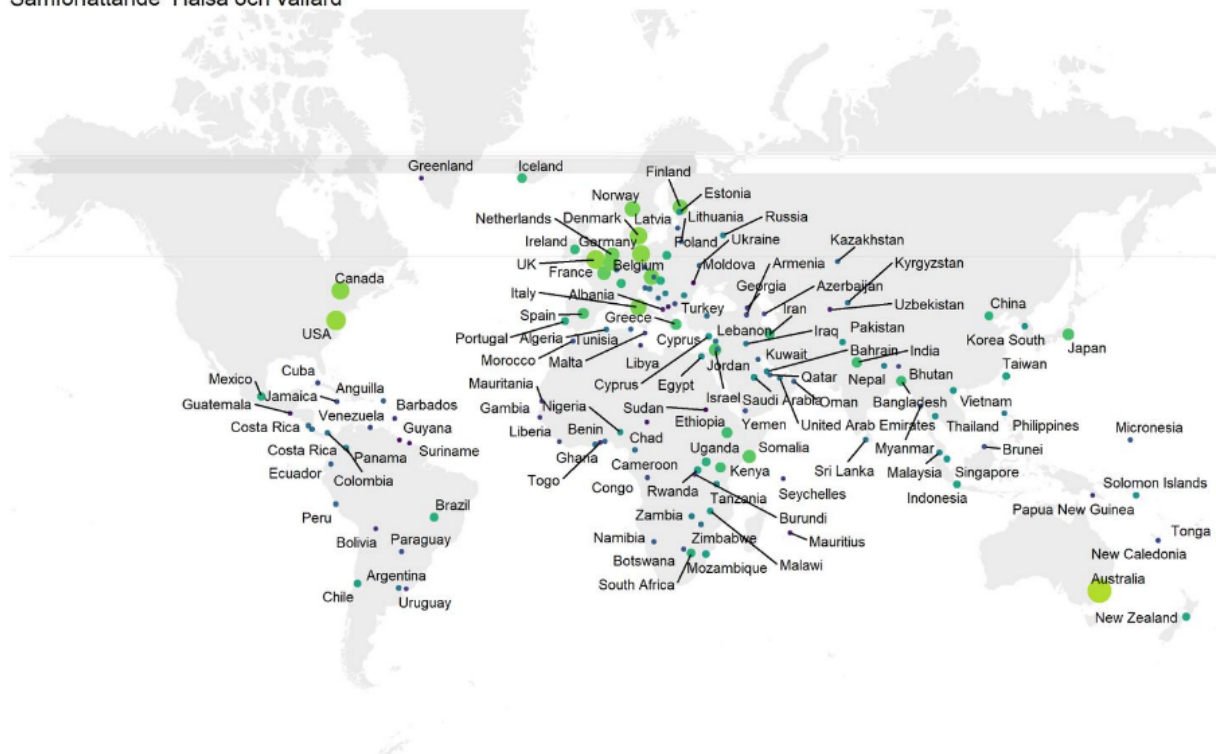 Samförfattande Hälsa och välfärd
Greenland
Iceland
Finland
Norway
Estonia
Netherlands
Denmark
Latvia
Lithuania
Russia
Ireland
Germany
Poland
Ukraine
Kazakhstan
UK
France
Belgium
Moldova
Armenia
Kyrgyzstan
Canada
Italy
Albania
Georgia
Azerbaijan
USA
Spain
Greece
Turkey
Iran
Uzbekistan
China
Portugal
Algeria
Tunisia
Cyprus
Lebanon
Iraq
Pakistan
Korea South
Japan
Morocco
Malta
Libya
Kuwait
Bahrain
India
Mexico
Cuba
Mauritania
Cyprus
Egypt
Jordan
Qatar
Nepal
Bhutan
Taiwan
Jamaica
Anguilla
Israel
Saudi Arabia
Oman
Bangladesh
Vietnam
Guatemala
Venezuela
Barbados
Gambia
Nigeria
Sudan
Ethiopia
Yemen
United Arab Emirates
Thailand
Philippines
Costa Rica
Guyana
Liberia
Benin
Chad
Somalia
Myanmar
Brunei
Micronesia
Costa Rica
Panama
Suriname
Ghana
Uganda
Ecuador
Colombia
Togo
Cameroon
Kenya
Sri Lanka
Malaysia
Singapore
Congo
Rwanda
Seychelles
Indonesia
Solomon Islands
Peru
Brazil
Tanzania
Papua New Guinea
Zambia
Burundi
Bolivia
Paraguay
Namibia
Zimbabwe
Mauritius
Tonga
Botswana
New Caledonia
Argentina
South Africa
Mozambique
Malawi
Australia
Chile
Uruguay
New Zealand